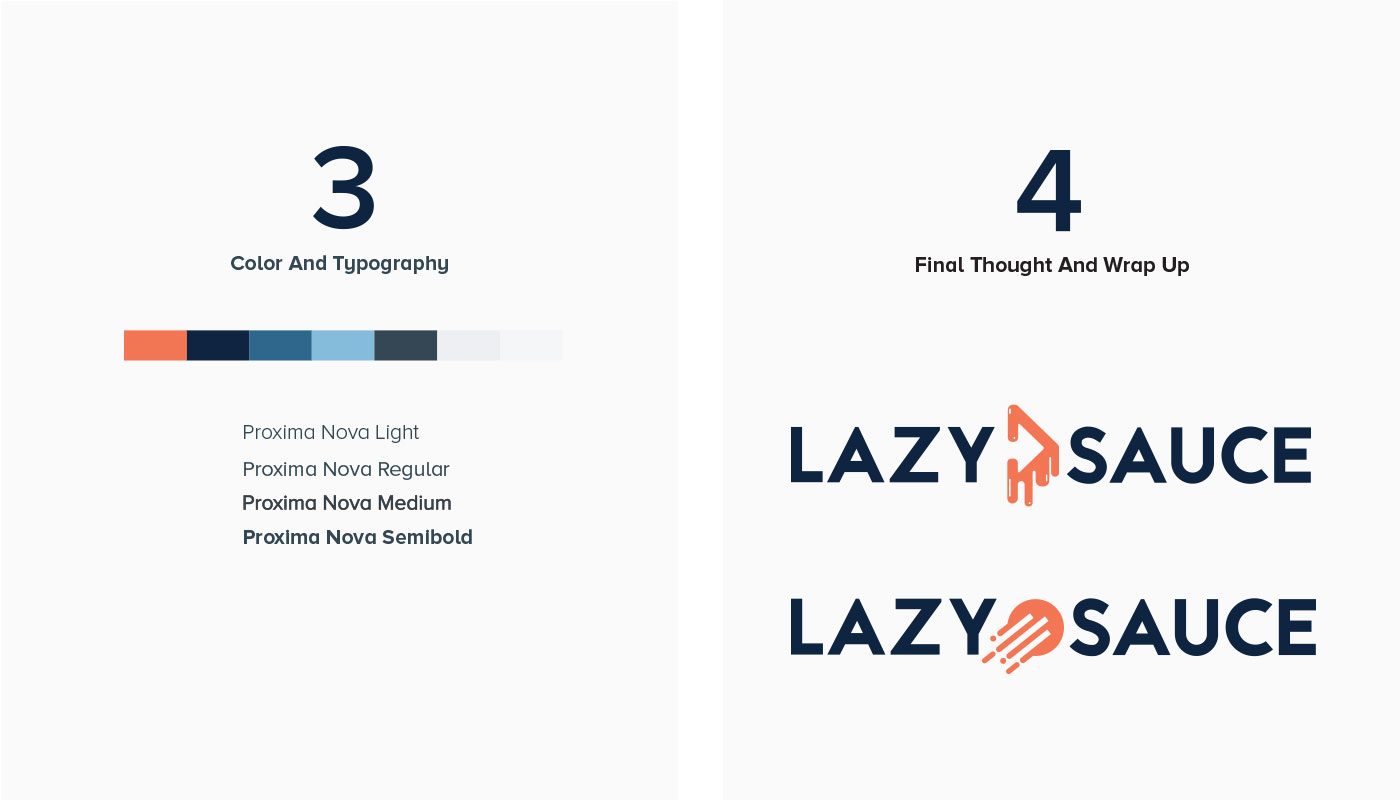 3
Color And Typography
Proxima Nova Light
Proxima Nova Regular
Proxima Nova Medium
Proxima Nova Semibold
4
Final Thought And Wrap Up
LAZY SAUCE
LAZY SAUCE